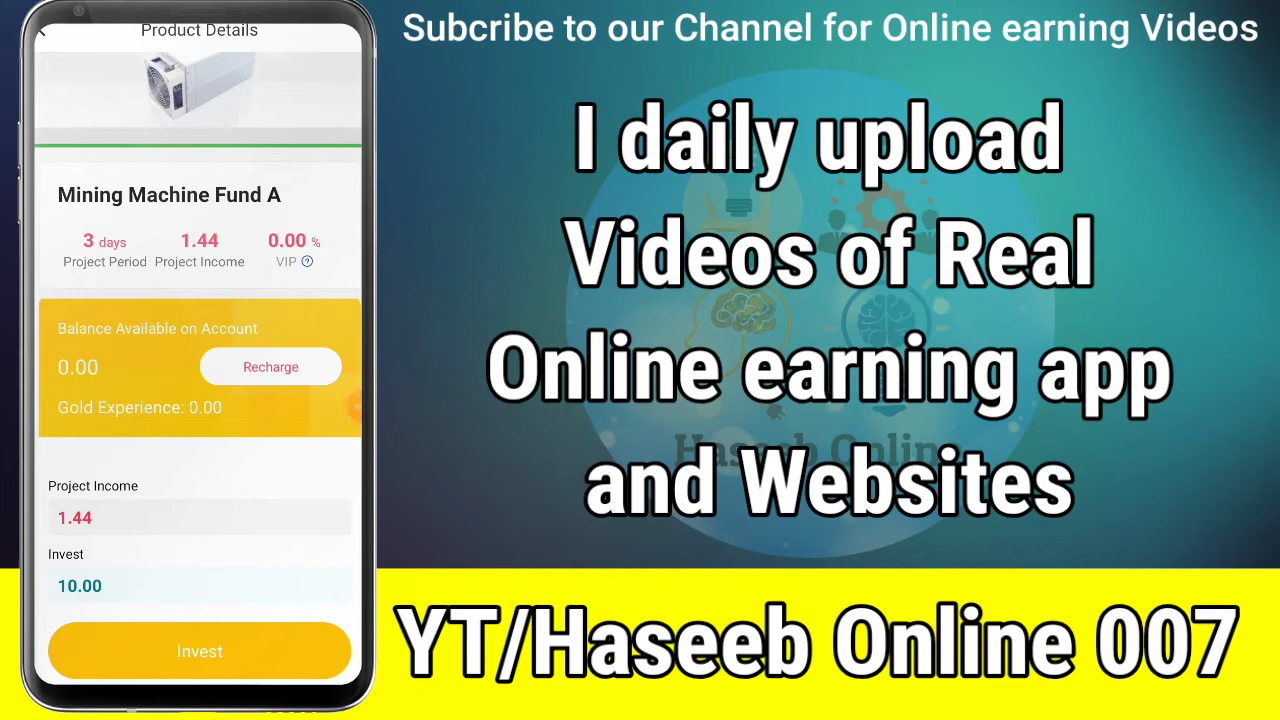 Product Details
Mining Machine Fund A
3 days 1.44 0.00 %
Project Period Project Income VIP ?
Balance Available on Account
0.00 Recharge
Gold Experience: 0.00
Project Income
1.44
Invest
10.00
Invest
Subcribe to our Channel for Online earning Videos
I daily upload
Videos of Real
Online earning app
and Websites
Haseeb Online
YT/Haseeb Online 007